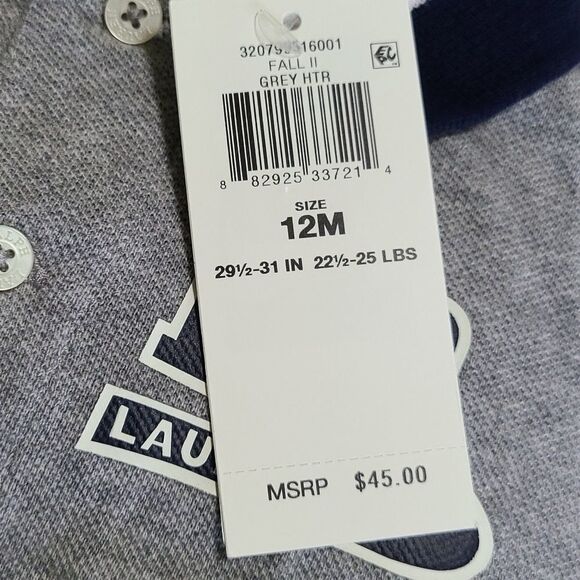 320799516001
FALL II
GREY HTR
8 82925 33721 4
SIZE
12M
29½-31 IN 22½-25 LBS
MSRP $45.00
LAU